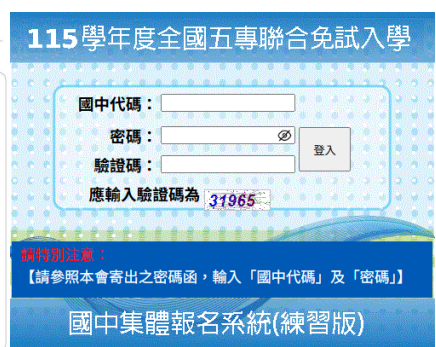 115學年度全國五專聯合免試入學
國中代碼：
密碼：
驗證碼：
登入
應輸入驗證碼為 31965
請特別注意：
【請參照本會寄出之密碼函，輸入「國中代碼」及「密碼」】
國中集體報名系統(練習版)